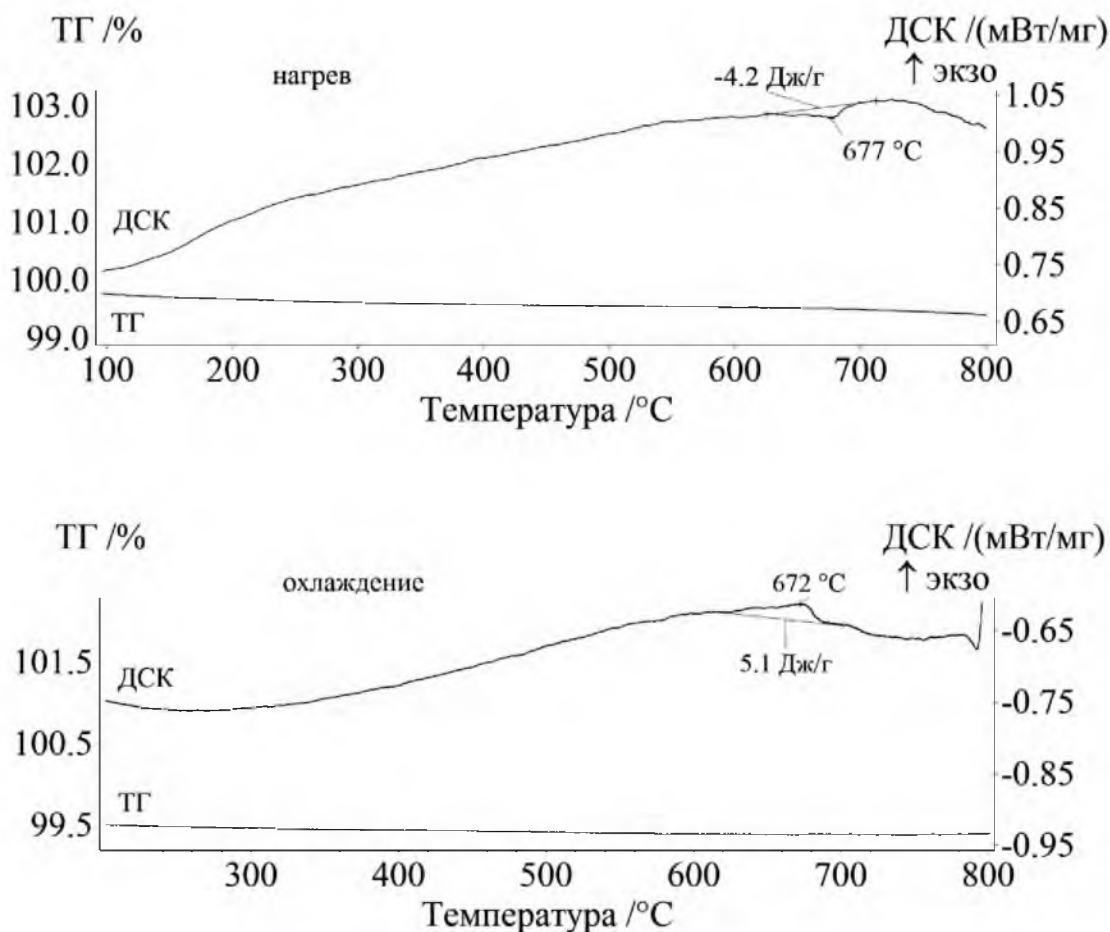 ТГ /%
ДСК /(мВт/мг)
↑ экзо
нагрев
-4.2 Дж/г
677 °C
103.0
102.0
101.0
100.0
99.0
1.05
0.95
0.85
0.75
0.65
ДСК
ТГ
100 200 300 400 500 600 700 800
Температура /°C
ТГ /%
ДСК /(мВт/мг)
↑ экзо
охлаждение
672 °C
5.1 Дж/г
101.5
100.5
99.5
-0.65
-0.75
-0.85
-0.95
ДСК
ТГ
300 400 500 600 700 800
Температура /°C